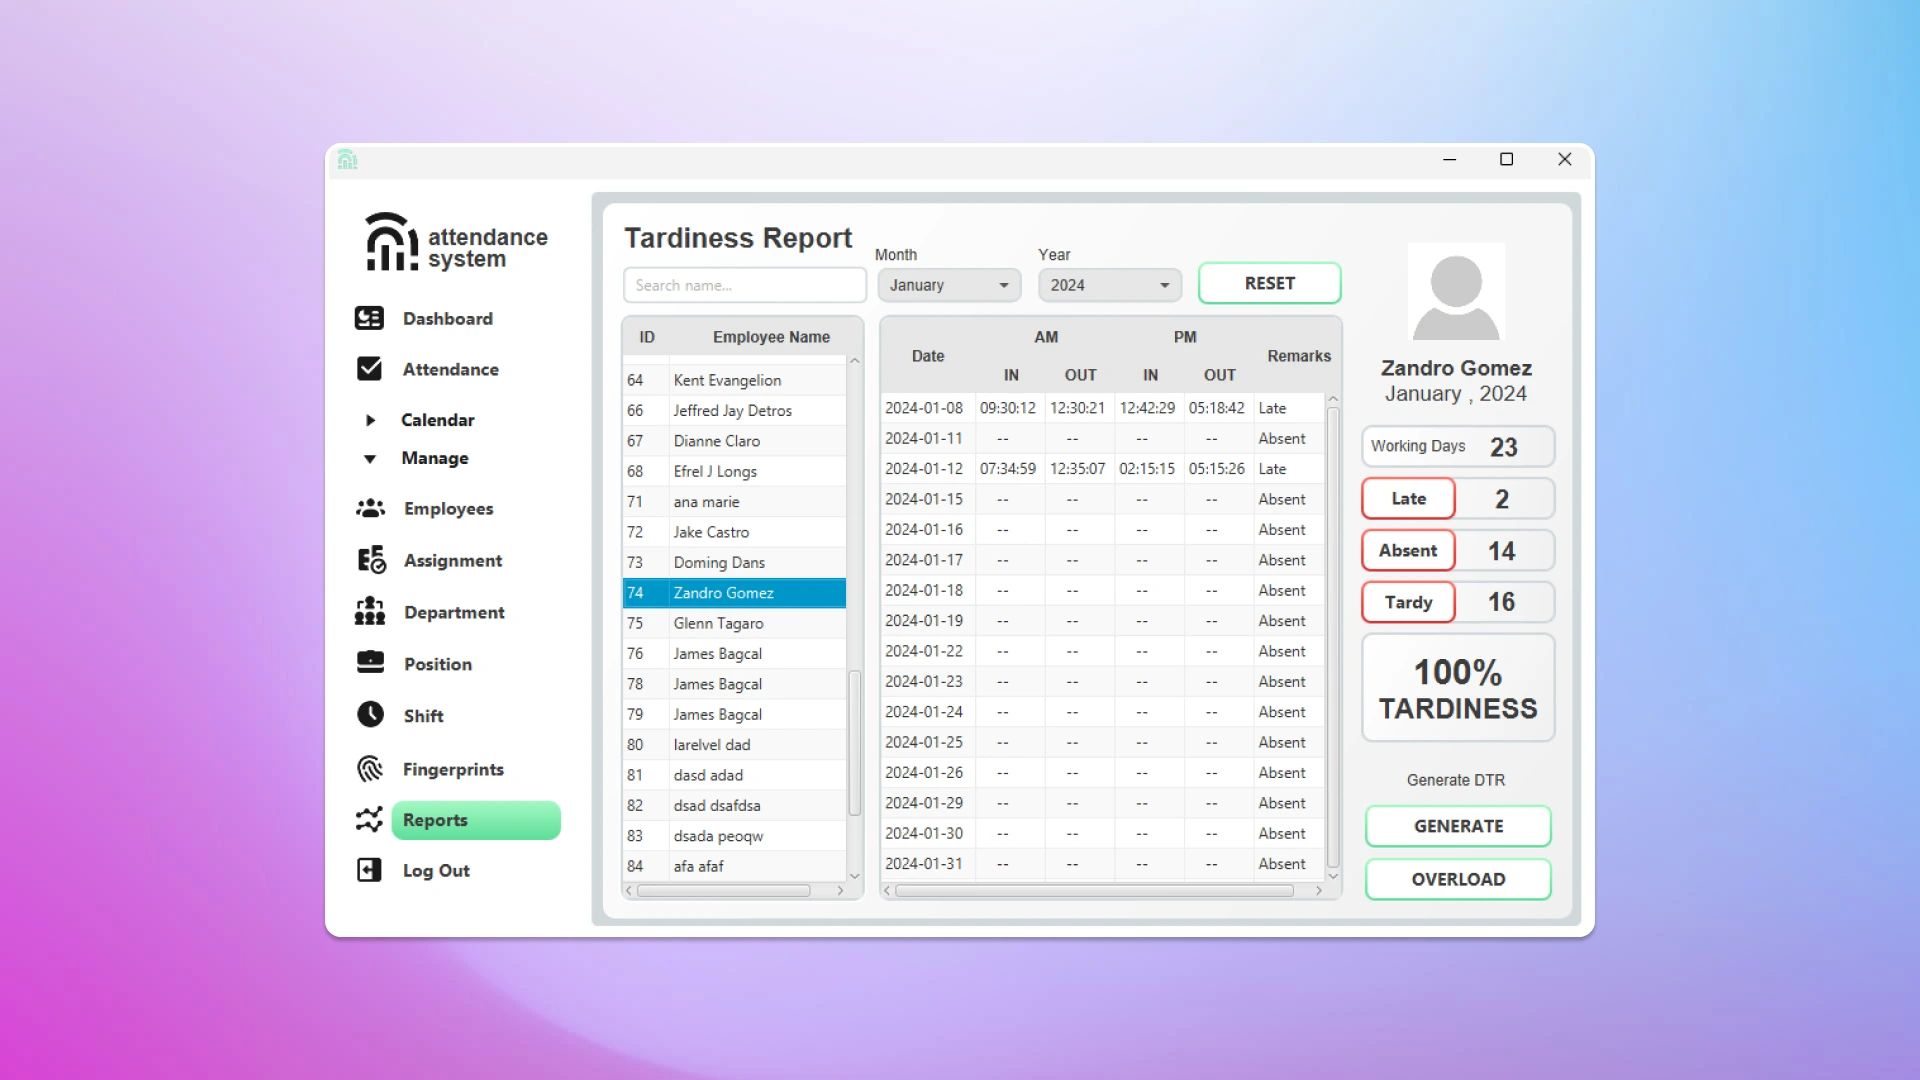 attendance
system
Dashboard
Attendance
Calendar
Manage
Employees
Assignment
Department
Position
Shift
Fingerprints
Reports
Log Out
Tardiness Report
Search name...
Month
January
Year
2024
RESET
ID Employee Name
64 Kent Evangelion
66 Jeffred Jay Detros
67 Dianne Claro
68 Efrel J Longs
71 ana marie
72 Jake Castro
73 Doming Dans
74 Zandro Gomez
75 Glenn Tagaro
76 James Bagcal
78 James Bagcal
79 James Bagcal
80 larelvel dad
81 dasd adad
82 dsad dsafdsa
83 dsada peoqw
84 afa afaf
AM PM
Date Remarks
IN OUT IN OUT
2024-01-08 09:30:12 12:30:21 12:42:29 05:18:42 Late
2024-01-11 -- -- -- -- Absent
2024-01-12 07:34:59 12:35:07 02:15:15 05:15:26 Late
2024-01-15 -- -- -- -- Absent
2024-01-16 -- -- -- -- Absent
2024-01-17 -- -- -- -- Absent
2024-01-18 -- -- -- -- Absent
2024-01-19 -- -- -- -- Absent
2024-01-22 -- -- -- -- Absent
2024-01-23 -- -- -- -- Absent
2024-01-24 -- -- -- -- Absent
2024-01-25 -- -- -- -- Absent
2024-01-26 -- -- -- -- Absent
2024-01-29 -- -- -- -- Absent
2024-01-30 -- -- -- -- Absent
2024-01-31 -- -- -- -- Absent
Zandro Gomez
January , 2024
Working Days 23
Late 2
Absent 14
Tardy 16
100%
TARDINESS
Generate DTR
GENERATE
OVERLOAD